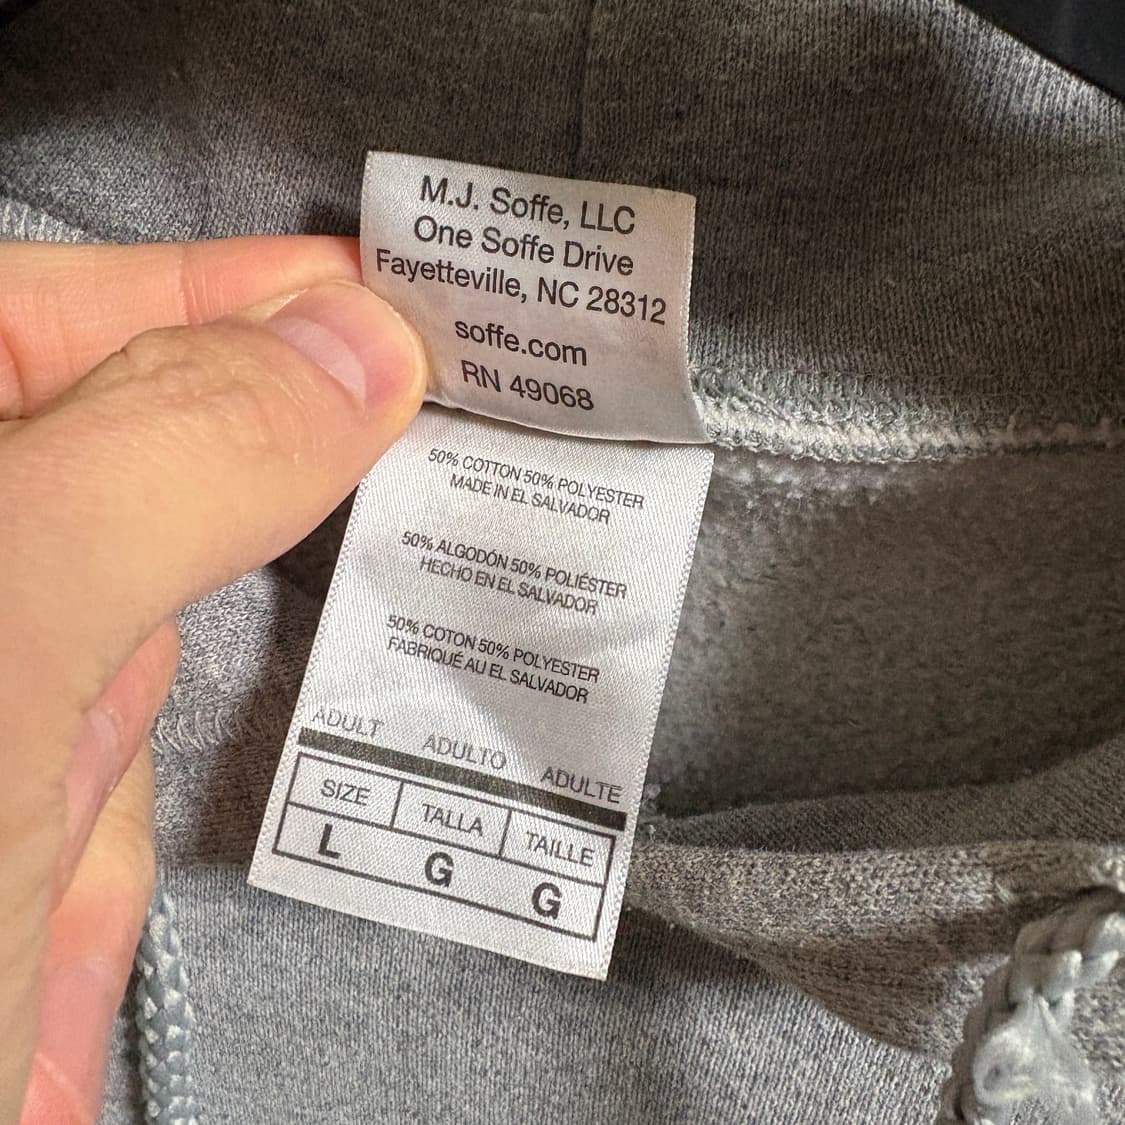 M.J. Soffe, LLC
One Soffe Drive
Fayetteville, NC 28312
soffe.com
RN 49068
50% COTTON 50% POLYESTER
MADE IN EL SALVADOR
50% ALGODÓN 50% POLIÉSTER
HECHO EN EL SALVADOR
50% COTON 50% POLYESTER
FABRIQUÉ AU EL SALVADOR
ADULT ADULTO ADULTE
SIZE TALLA TAILLE
L G G